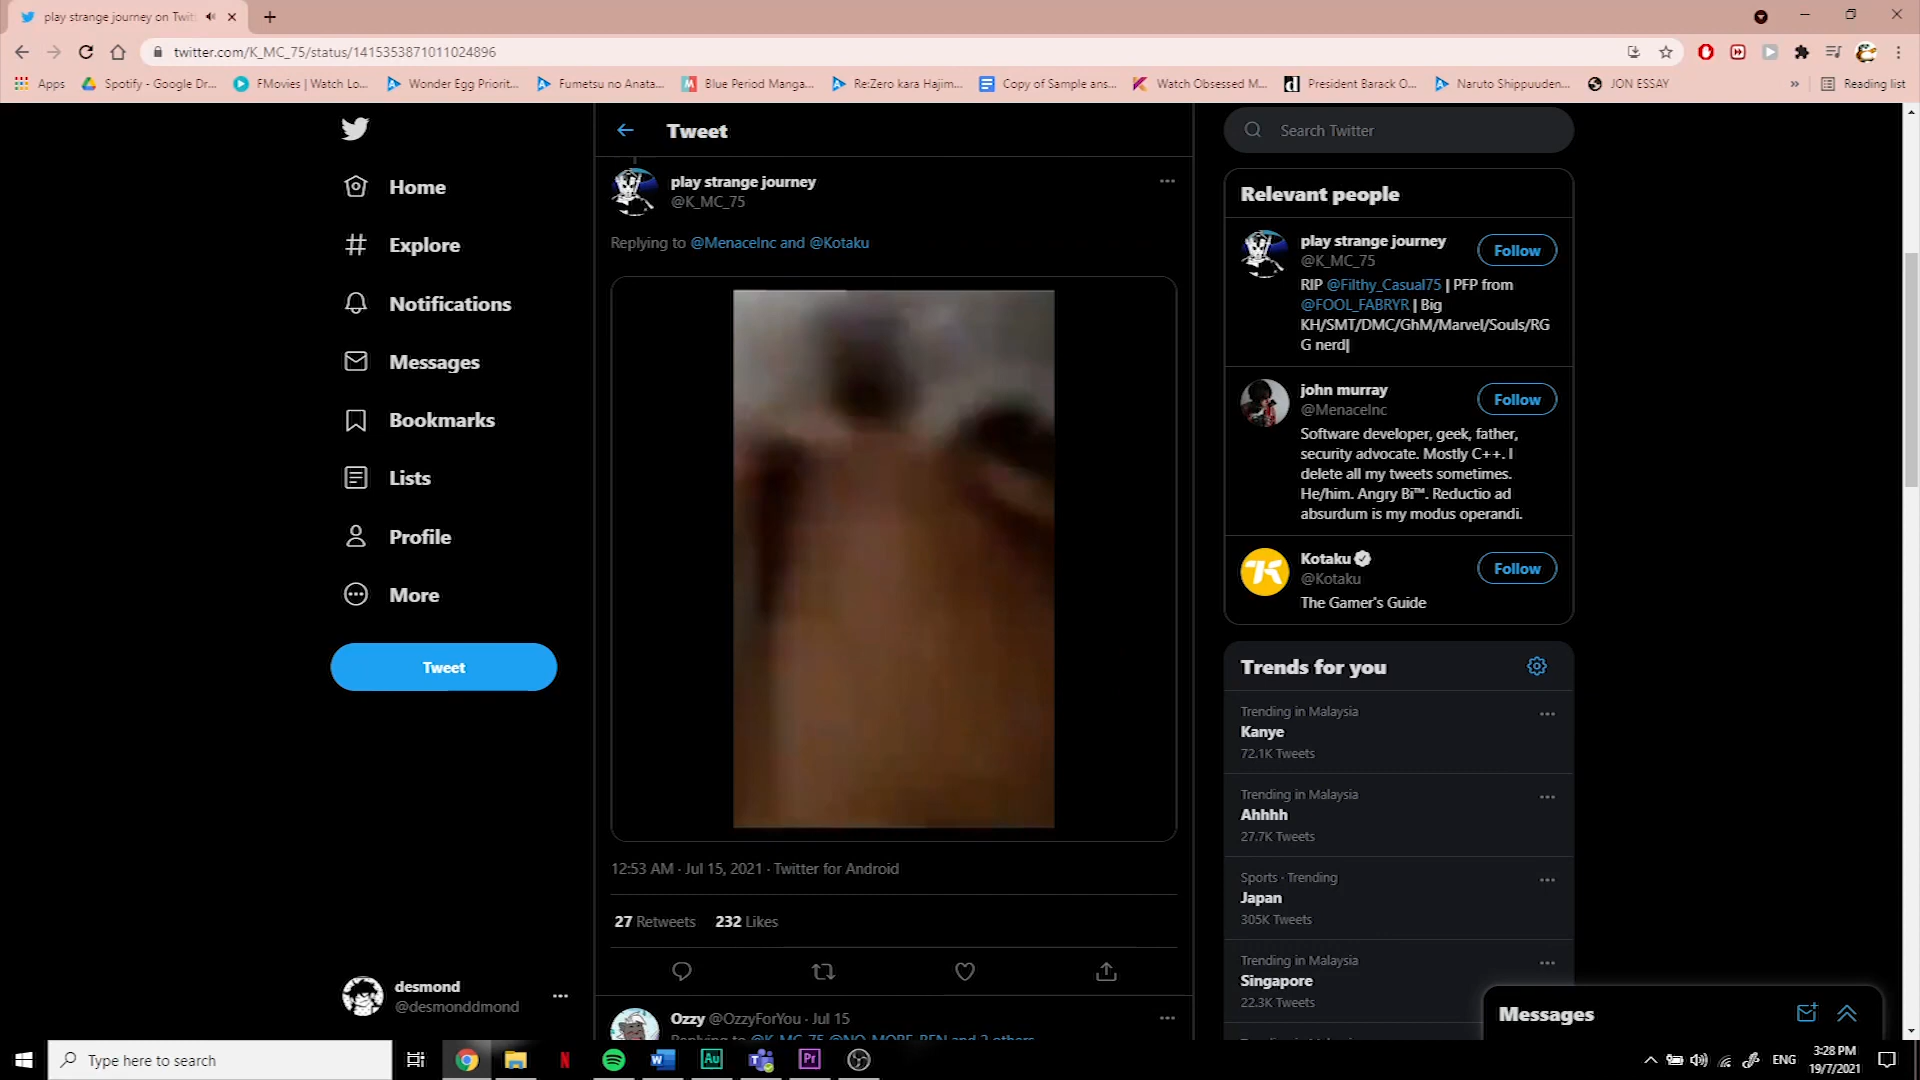 play strange journey on Twit
twitter.com/K_MC_75/status/1415353871011024896
Apps
Spotify - Google Dr...
FMovies | Watch Lo...
Wonder Egg Priorit...
Fumetsu no Anata...
Blue Period Manga...
Re:Zero kara Hajim...
Copy of Sample ans...
Watch Obsessed M...
President Barack O...
Naruto Shippuuden...
JON ESSAY
Reading list
Home
Explore
Notifications
Messages
Bookmarks
Lists
Profile
More
Tweet
desmond
@desmonddmond
Tweet
play strange journey
@K_MC_75
Replying to @MenaceInc and @Kotaku
12:53 AM · Jul 15, 2021 · Twitter for Android
27 Retweets 232 Likes
Ozzy @OzzyForYou · Jul 15
Replying to @K_MC_75 @NO_MORE_BEN and 2 others
Search Twitter
Relevant people
play strange journey
@K_MC_75
Follow
RIP @Filthy_Casual75 | PFP from
@FOOL_FABRYR | Big
KH/SMT/DMC/GhM/Marvel/Souls/RG
G nerd|
john murray
@MenaceInc
Follow
Software developer, geek, father,
security advocate. Mostly C++. I
delete all my tweets sometimes.
He/him. Angry Bi™. Reductio ad
absurdum is my modus operandi.
Kotaku
@Kotaku
Follow
The Gamer's Guide
Trends for you
Trending in Malaysia
Kanye
72.1K Tweets
Trending in Malaysia
Ahhhh
27.7K Tweets
Sports · Trending
Japan
305K Tweets
Trending in Malaysia
Singapore
22.3K Tweets
Messages
Type here to search
ENG
3:28 PM
19/7/2021